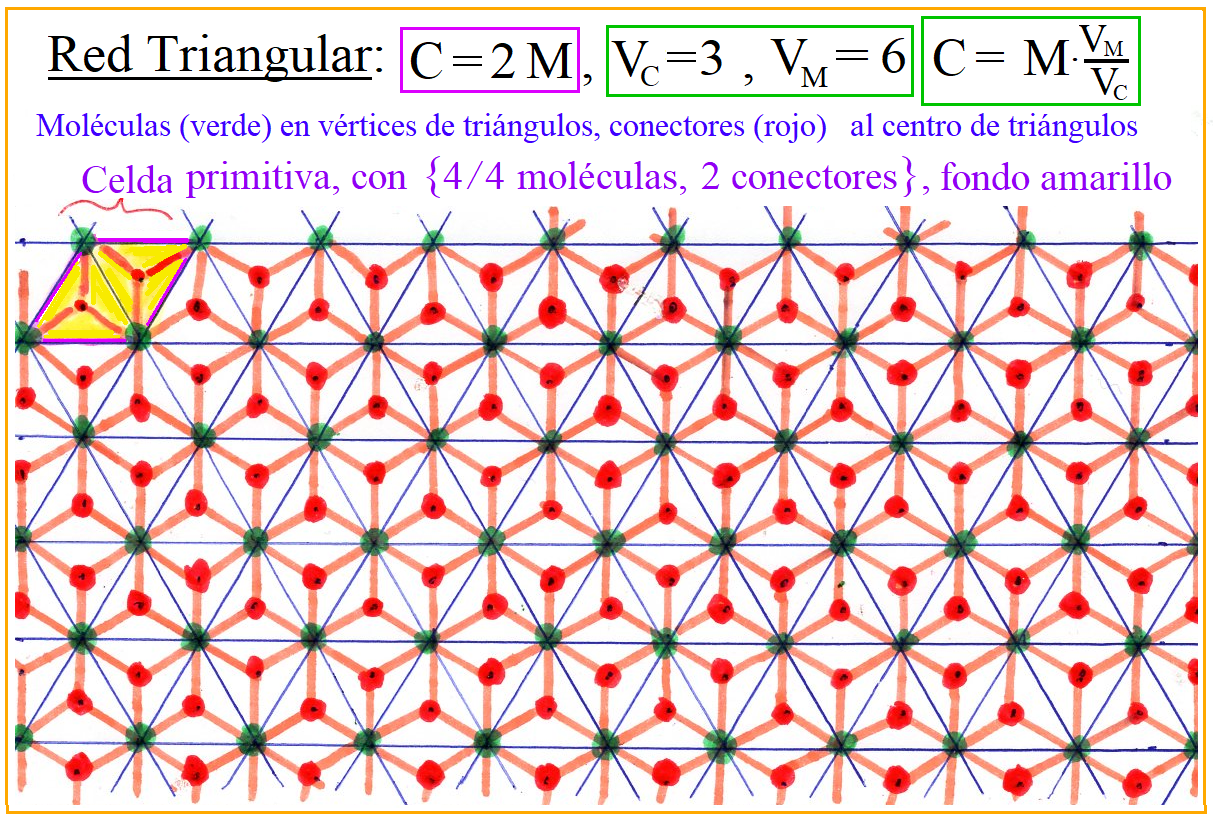 Red Triangular: C = 2 M, V_C = 3 , V_M = 6 C = M·V_M/V_C
Moléculas (verde) en vértices de triángulos, conectores (rojo) al centro de triángulos
Celda primitiva, con {4/4 moléculas, 2 conectores}, fondo amarillo